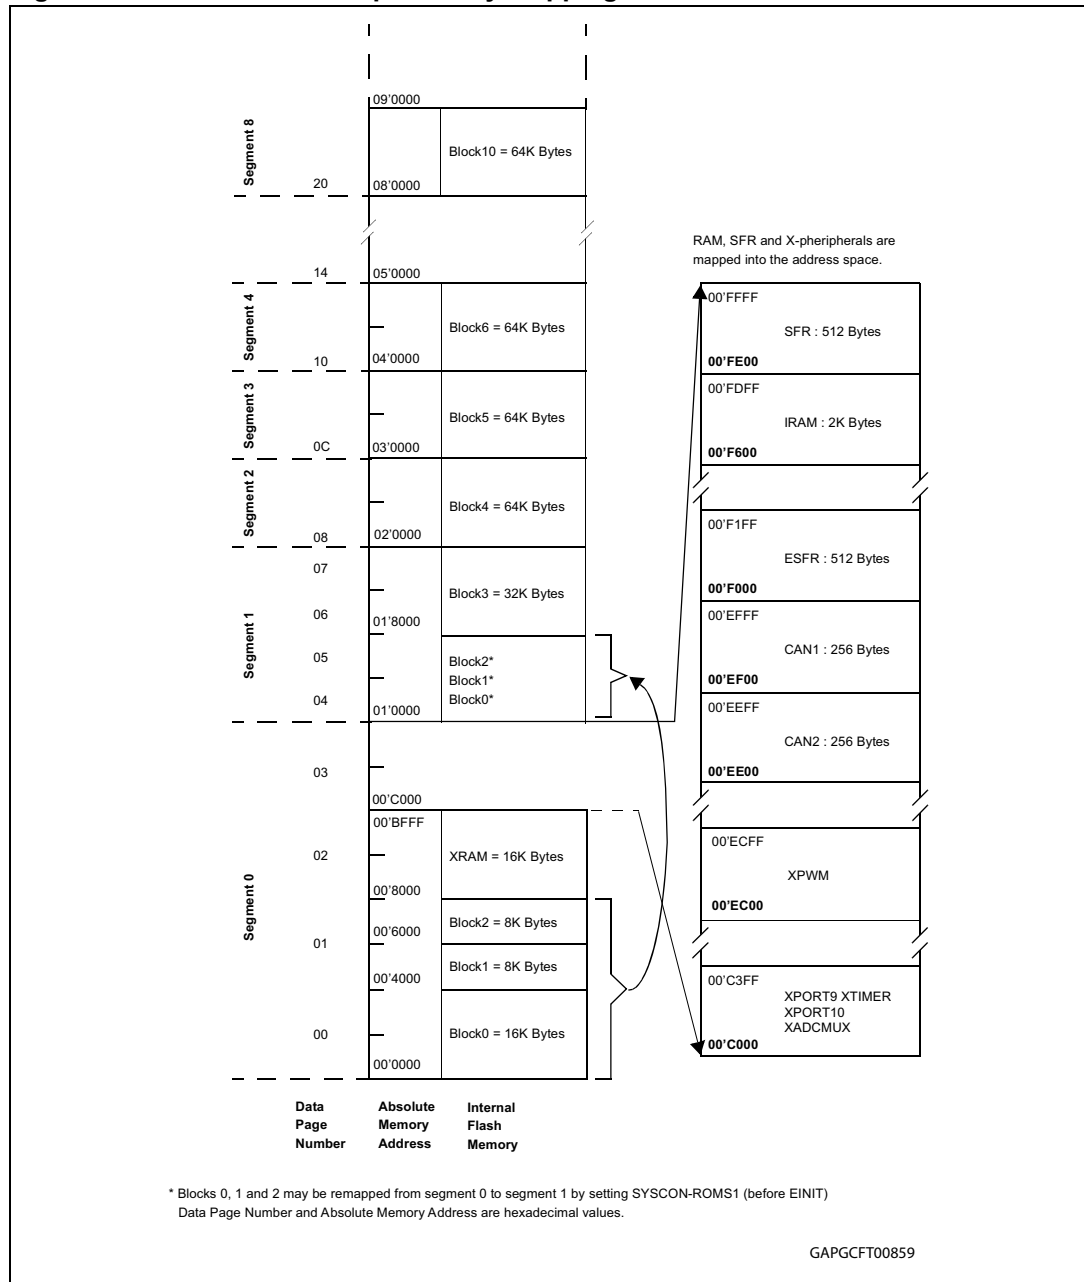 09'0000
Segment 8
Block10 = 64K Bytes
20
08'0000
14
05'0000
Segment 4
Block6 = 64K Bytes
10
04'0000
Segment 3
Block5 = 64K Bytes
0C
03'0000
Segment 2
Block4 = 64K Bytes
08
02'0000
Segment 1
07
Block3 = 32K Bytes
06
01'8000
05
Block2*
Block1*
04
Block0*
01'0000
Segment 0
03
00'C000
00'BFFF
02
XRAM = 16K Bytes
00'8000
Block2 = 8K Bytes
00'6000
01
Block1 = 8K Bytes
00'4000
00
Block0 = 16K Bytes
00'0000
Data
Page
Number
Absolute
Memory
Address
Internal
Flash
Memory
RAM, SFR and X-pheripherals are
mapped into the address space.
00'FFFF
SFR : 512 Bytes
00'FE00
00'FDFF
IRAM : 2K Bytes
00'F600
00'F1FF
ESFR : 512 Bytes
00'F000
00'EFFF
CAN1 : 256 Bytes
00'EF00
00'EEFF
CAN2 : 256 Bytes
00'EE00
00'ECFF
XPWM
00'EC00
00'C3FF
XPORT9 XTIMER
XPORT10
XADCMUX
00'C000
* Blocks 0, 1 and 2 may be remapped from segment 0 to segment 1 by setting SYSCON-ROMS1 (before EINIT)
Data Page Number and Absolute Memory Address are hexadecimal values.
GAPGCFT00859